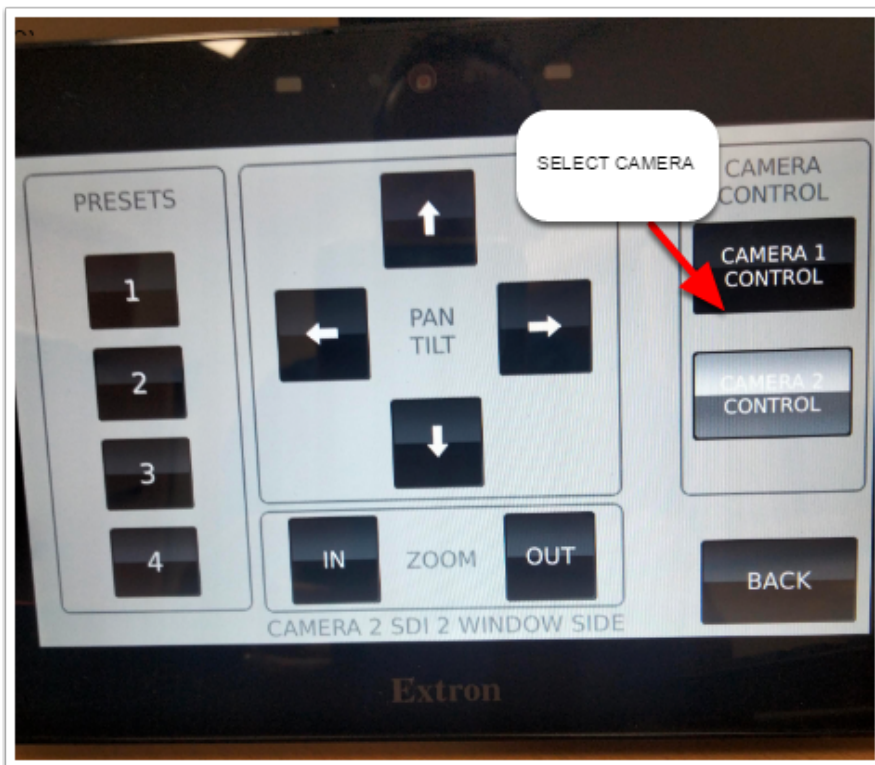 SELECT CAMERA
PRESETS
1
2
3
4
PAN
TILT
IN
ZOOM
OUT
CAMERA
CONTROL
CAMERA 1
CONTROL
CAMERA 2
CONTROL
BACK
CAMERA 2 SDI 2 WINDOW SIDE
Extron